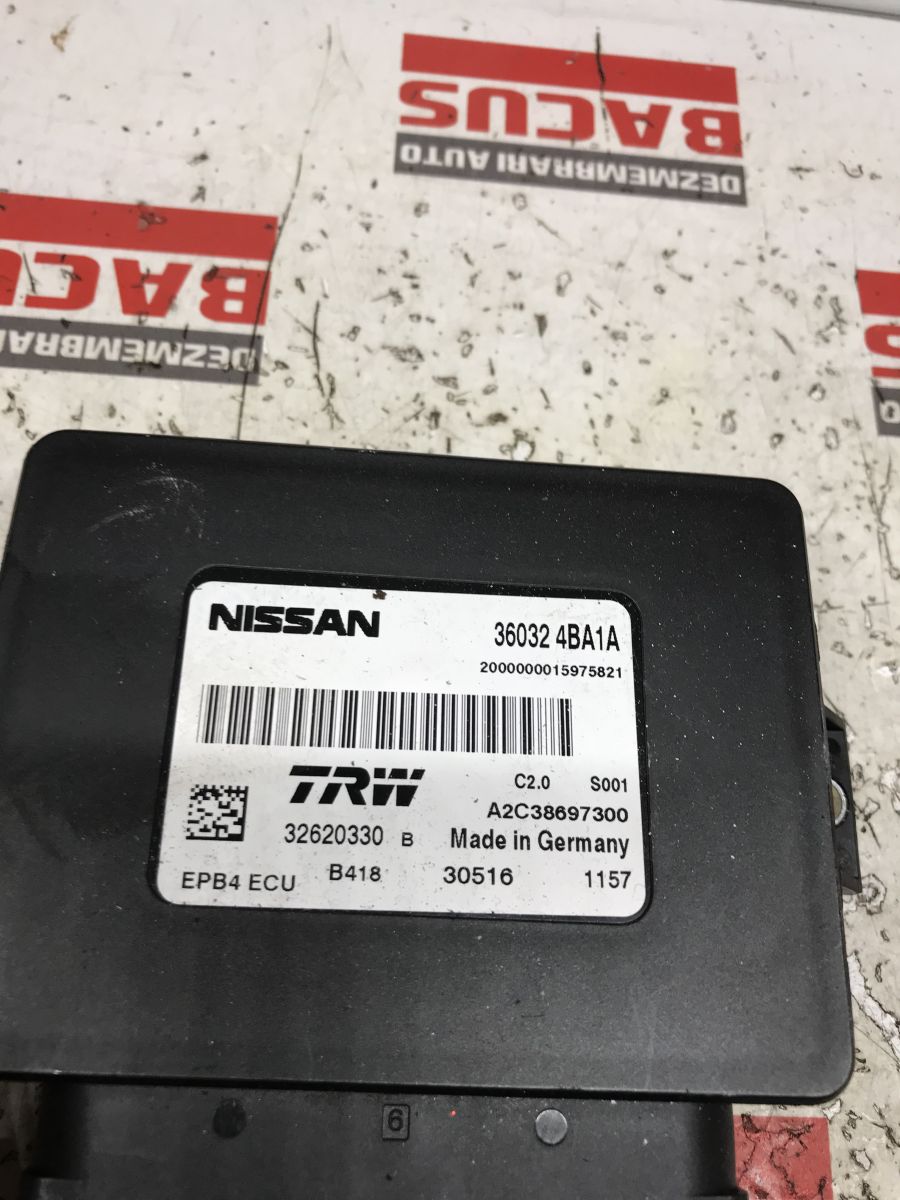 BACUS
DEZMEMBRARI AUTO
BACUS
DEZMEMBRAR
NISSAN
36032 4BA1A
2000000015975821
TRW
C2.0 S001
A2C38697300
32620330 B
Made in Germany
EPB4 ECU B418 30516 1157
6